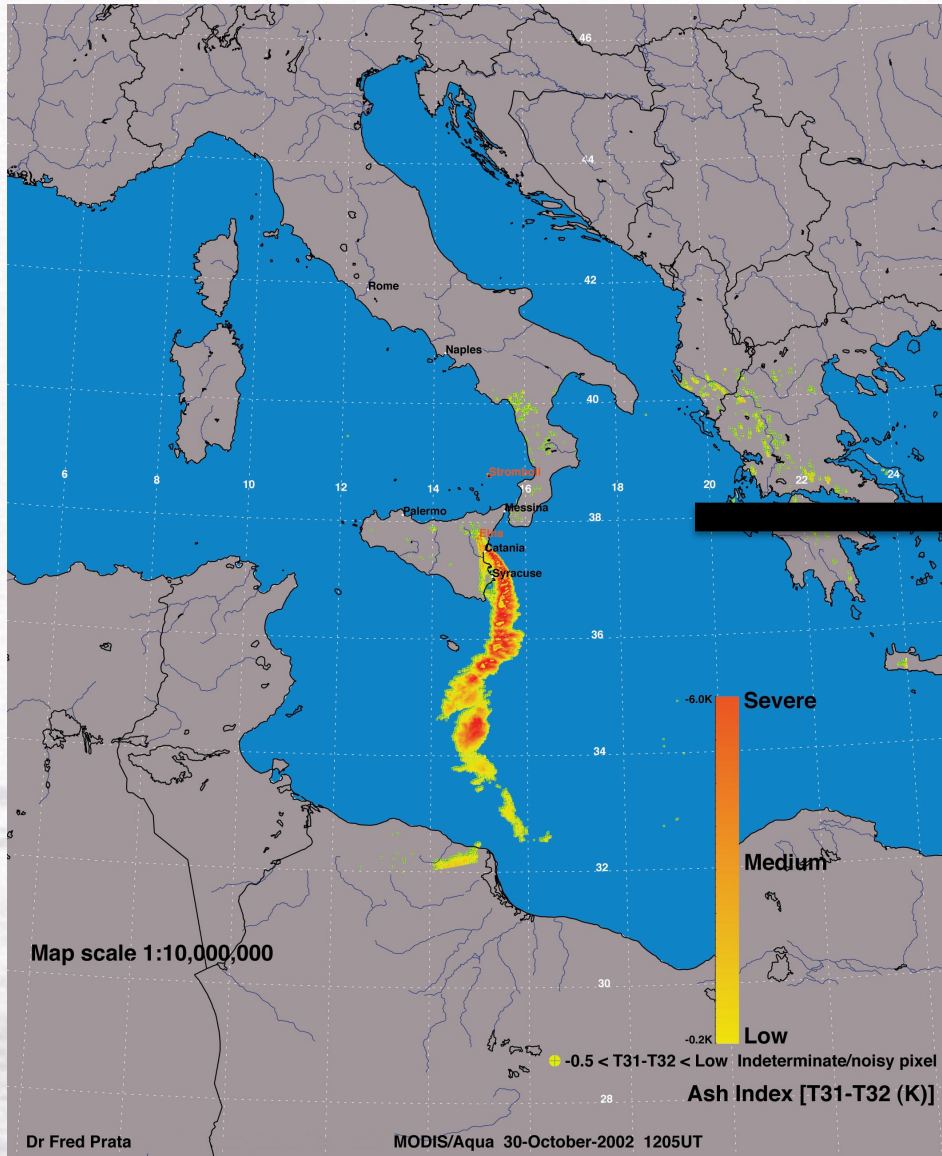 46
44
42
Rome
Naples
40
6
8
10
12
14
Stromboli
16
20
22
24
Palermo
Messina
38
Etna
Catania
Syracuse
36
-6.0K
Severe
34
Medium
32
Map scale 1:10,000,000
30
-0.2K
Low
-0.5 < T31-T32 < Low Indeterminate/noisy pixel
Ash Index [T31-T32 (K)]
28
Dr Fred Prata
MODIS/Aqua 30-October-2002 1205UT